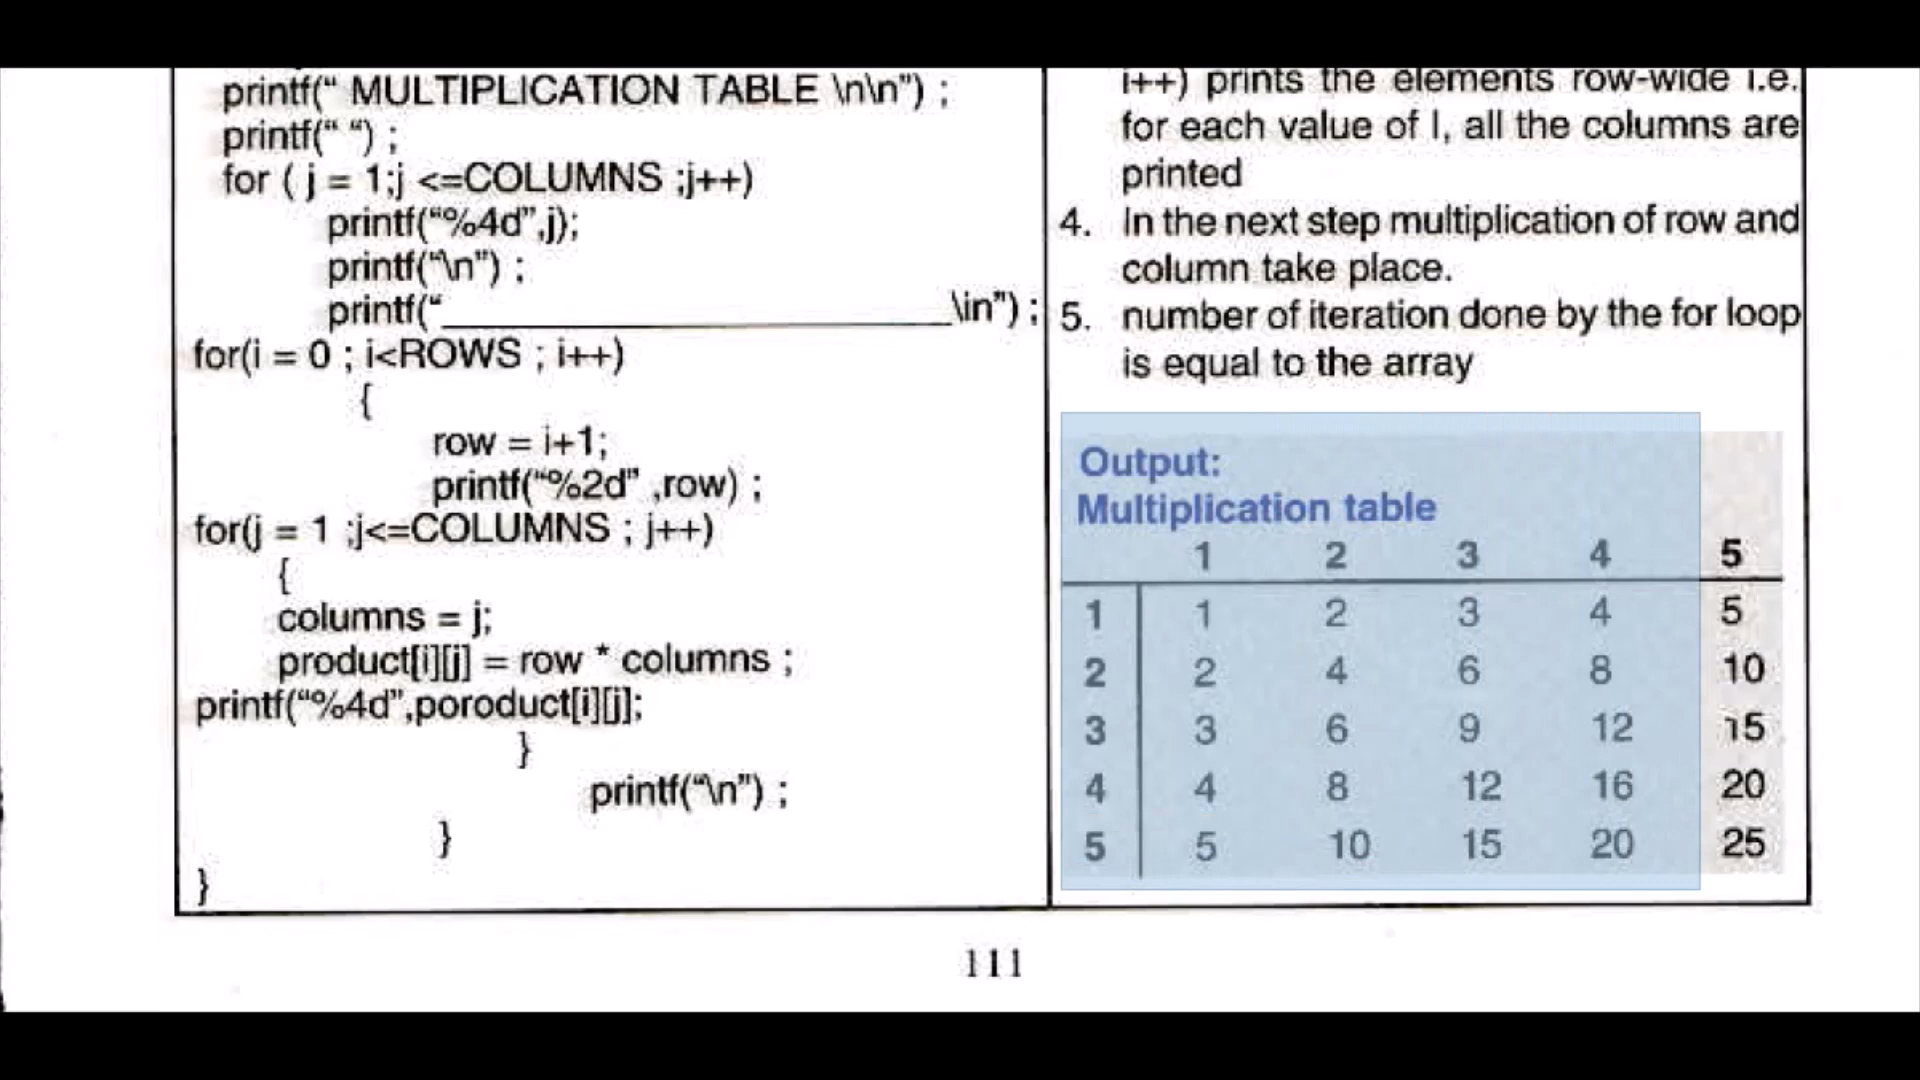 printf(“ MULTIPLICATION TABLE \n\n”) ;
printf(“ “) ;
for ( j = 1;j <=COLUMNS ;j++)
printf(“%4d”,j);
printf(“\n”) ;
printf(“______________________\in”) ;
for(i = 0 ; i<ROWS ; i++)
{
row = i+1;
printf(“%2d” ,row) ;
for(j = 1 ;j<=COLUMNS ; j++)
{
columns = j;
product[i][j] = row * columns ;
printf(“%4d”,poroduct[i][j];
}
printf(“\n”) ;
}
}
i++) prints the elements row-wide i.e.
for each value of I, all the columns are
printed
4. In the next step multiplication of row and
column take place.
5. number of iteration done by the for loop
is equal to the array
Output:
Multiplication table
1 2 3 4 5
1 1 2 3 4 5
2 2 4 6 8 10
3 3 6 9 12 15
4 4 8 12 16 20
5 5 10 15 20 25
111